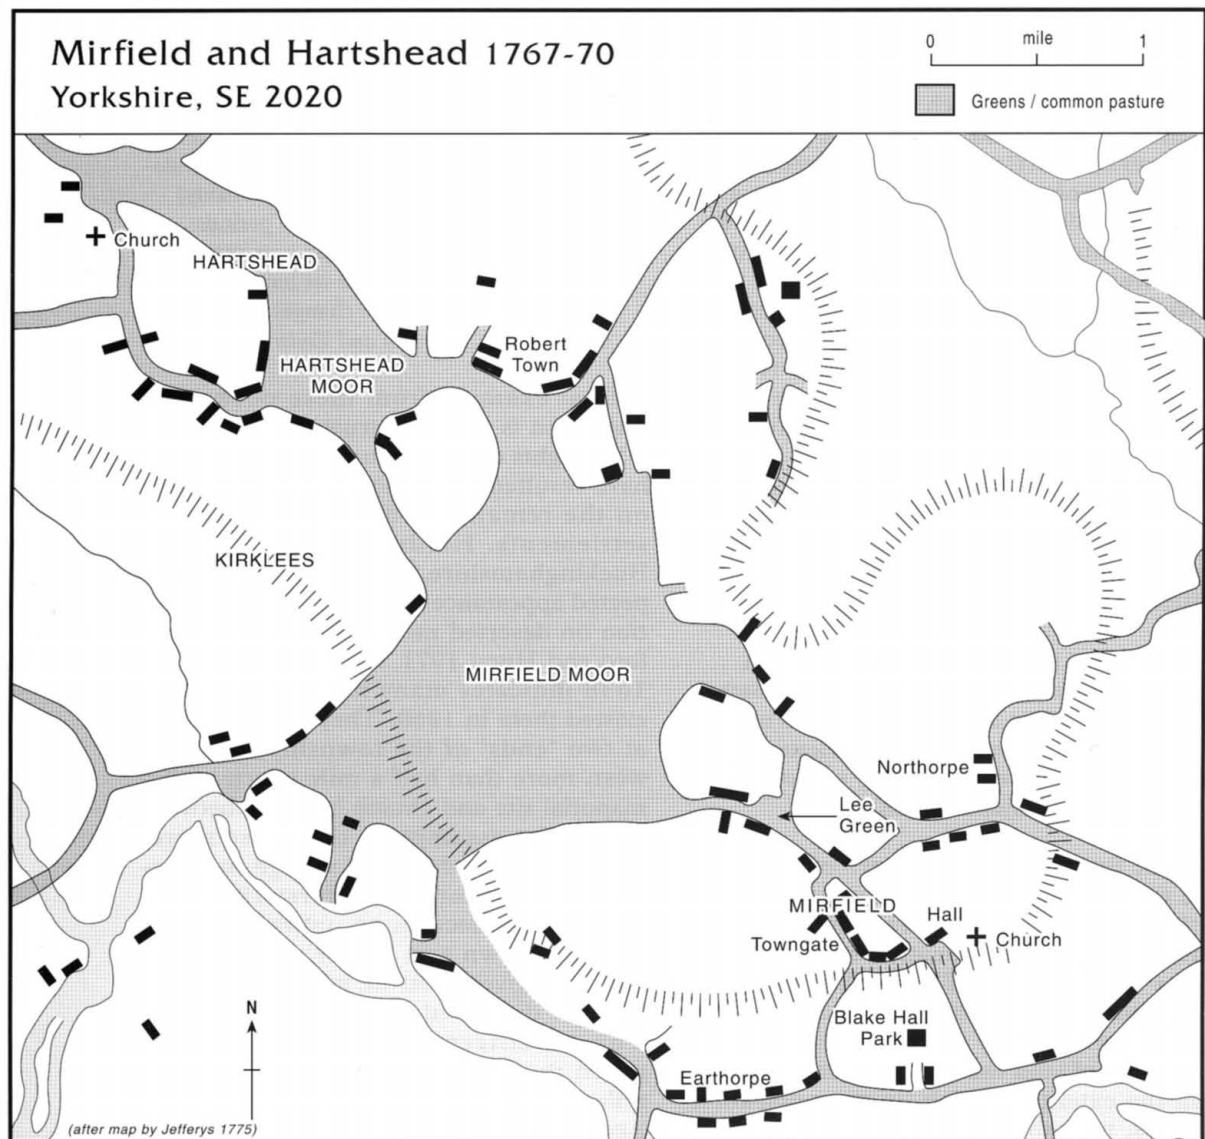 Mirfield and Hartshead 1767-70
Yorkshire, SE 2020
0 mile 1
Greens / common pasture
Church
HARTSHEAD
HARTSHEAD
MOOR
Robert
Town
KIRKLEES
MIRFIELD MOOR
Northorpe
Lee
Green
MIRFIELD
Hall
Towngate
Church
Blake Hall
Park
N
Earthorpe
(after map by Jefferys 1775)